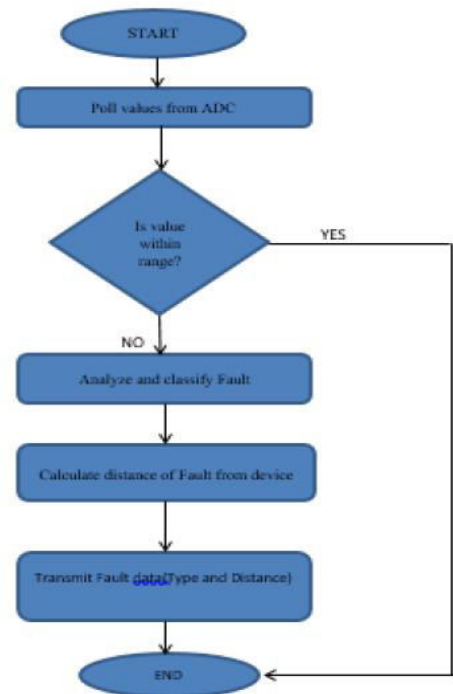 START
Poll values from ADC
Is value
within
range?
YES
NO
Analyze and classify Fault
Calculate distance of Fault from device
Transmit Fault data(Type and Distance)
END